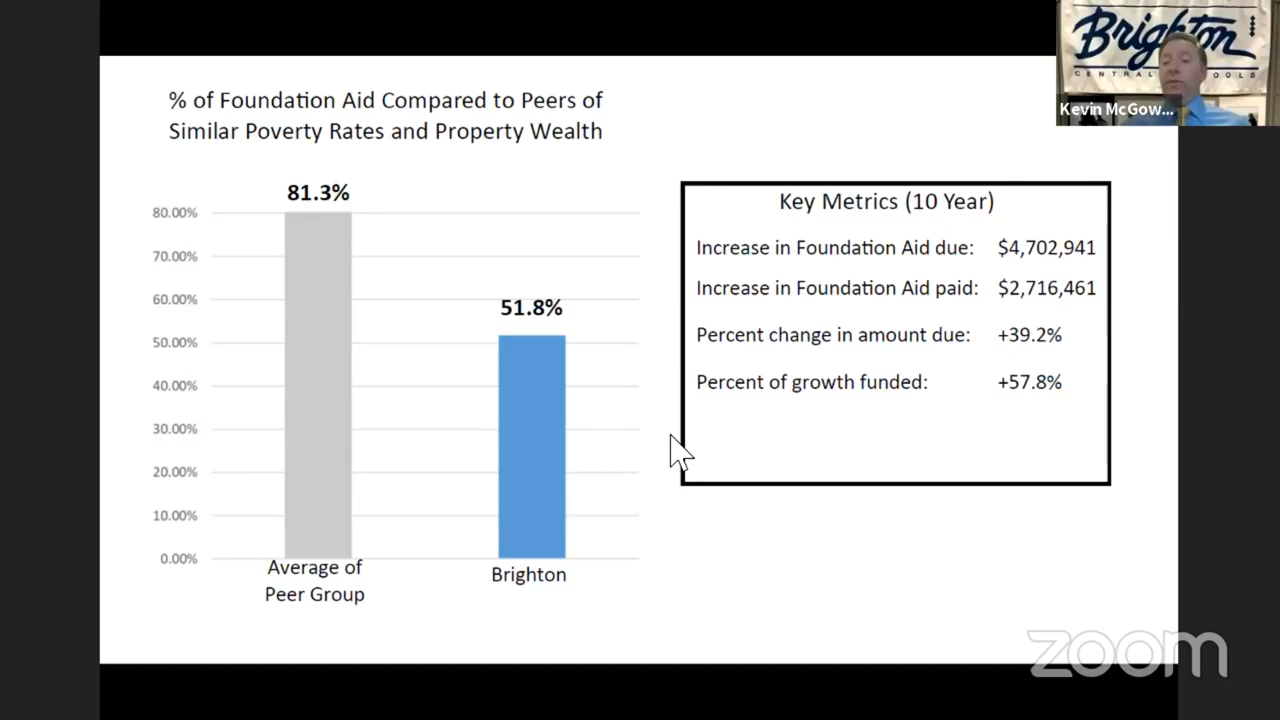 Brighton
CENTRAL
OOLS
Kevin McGow...
% of Foundation Aid Compared to Peers of
Similar Poverty Rates and Property Wealth
81.3%
80.00%
70.00%
60.00%
50.00%
40.00%
30.00%
20.00%
10.00%
0.00%
51.8%
Average of
Peer Group
Brighton
Key Metrics (10 Year)
Increase in Foundation Aid due: $4,702,941
Increase in Foundation Aid paid: $2,716,461
Percent change in amount due: +39.2%
Percent of growth funded: +57.8%
zoom